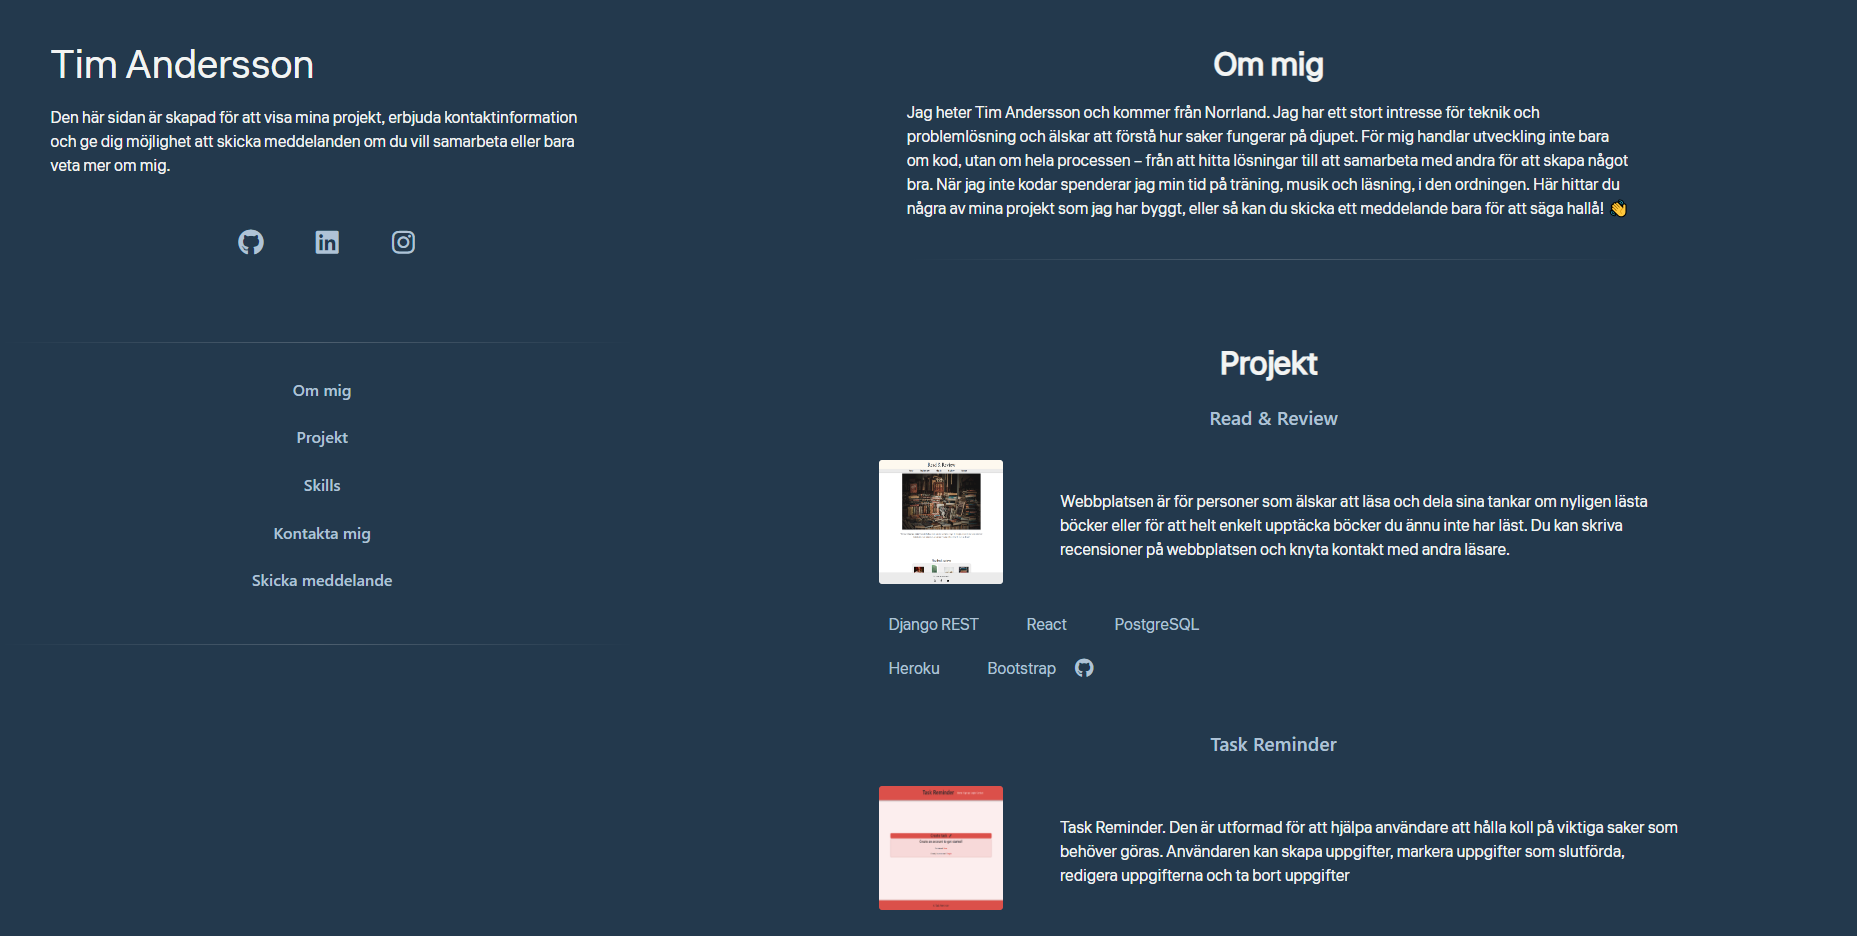 Tim Andersson
Den här sidan är skapad för att visa mina projekt, erbjuda kontaktinformation
och ge dig möjlighet att skicka meddelanden om du vill samarbeta eller bara
veta mer om mig.
in
Om mig
Projekt
Skills
Kontakta mig
Skicka meddelande
Om mig
Jag heter Tim Andersson och kommer från Norrland. Jag har ett stort intresse för teknik och
problemlösning och älskar att förstå hur saker fungerar på djupet. För mig handlar utveckling inte bara
om kod, utan om hela processen – från att hitta lösningar till att samarbeta med andra för att skapa något
bra. När jag inte kodar spenderar jag min tid på träning, musik och läsning, i den ordningen. Här hittar du
några av mina projekt som jag har byggt, eller så kan du skicka ett meddelande bara för att säga hallå! 👏
Projekt
Read & Review
Read & Review
Webbplatsen är för personer som älskar att läsa och dela sina tankar om nyligen lästa
böcker eller för att helt enkelt upptäcka böcker du ännu inte har läst. Du kan skriva
recensioner på webbplatsen och knyta kontakt med andra läsare.
Django REST React PostgreSQL
Heroku Bootstrap
Task Reminder
Task Reminder
Task Reminder. Den är utformad för att hjälpa användare att hålla koll på viktiga saker som
behöver göras. Användaren kan skapa uppgifter, markera uppgifter som slutförda,
redigera uppgifterna och ta bort uppgifter